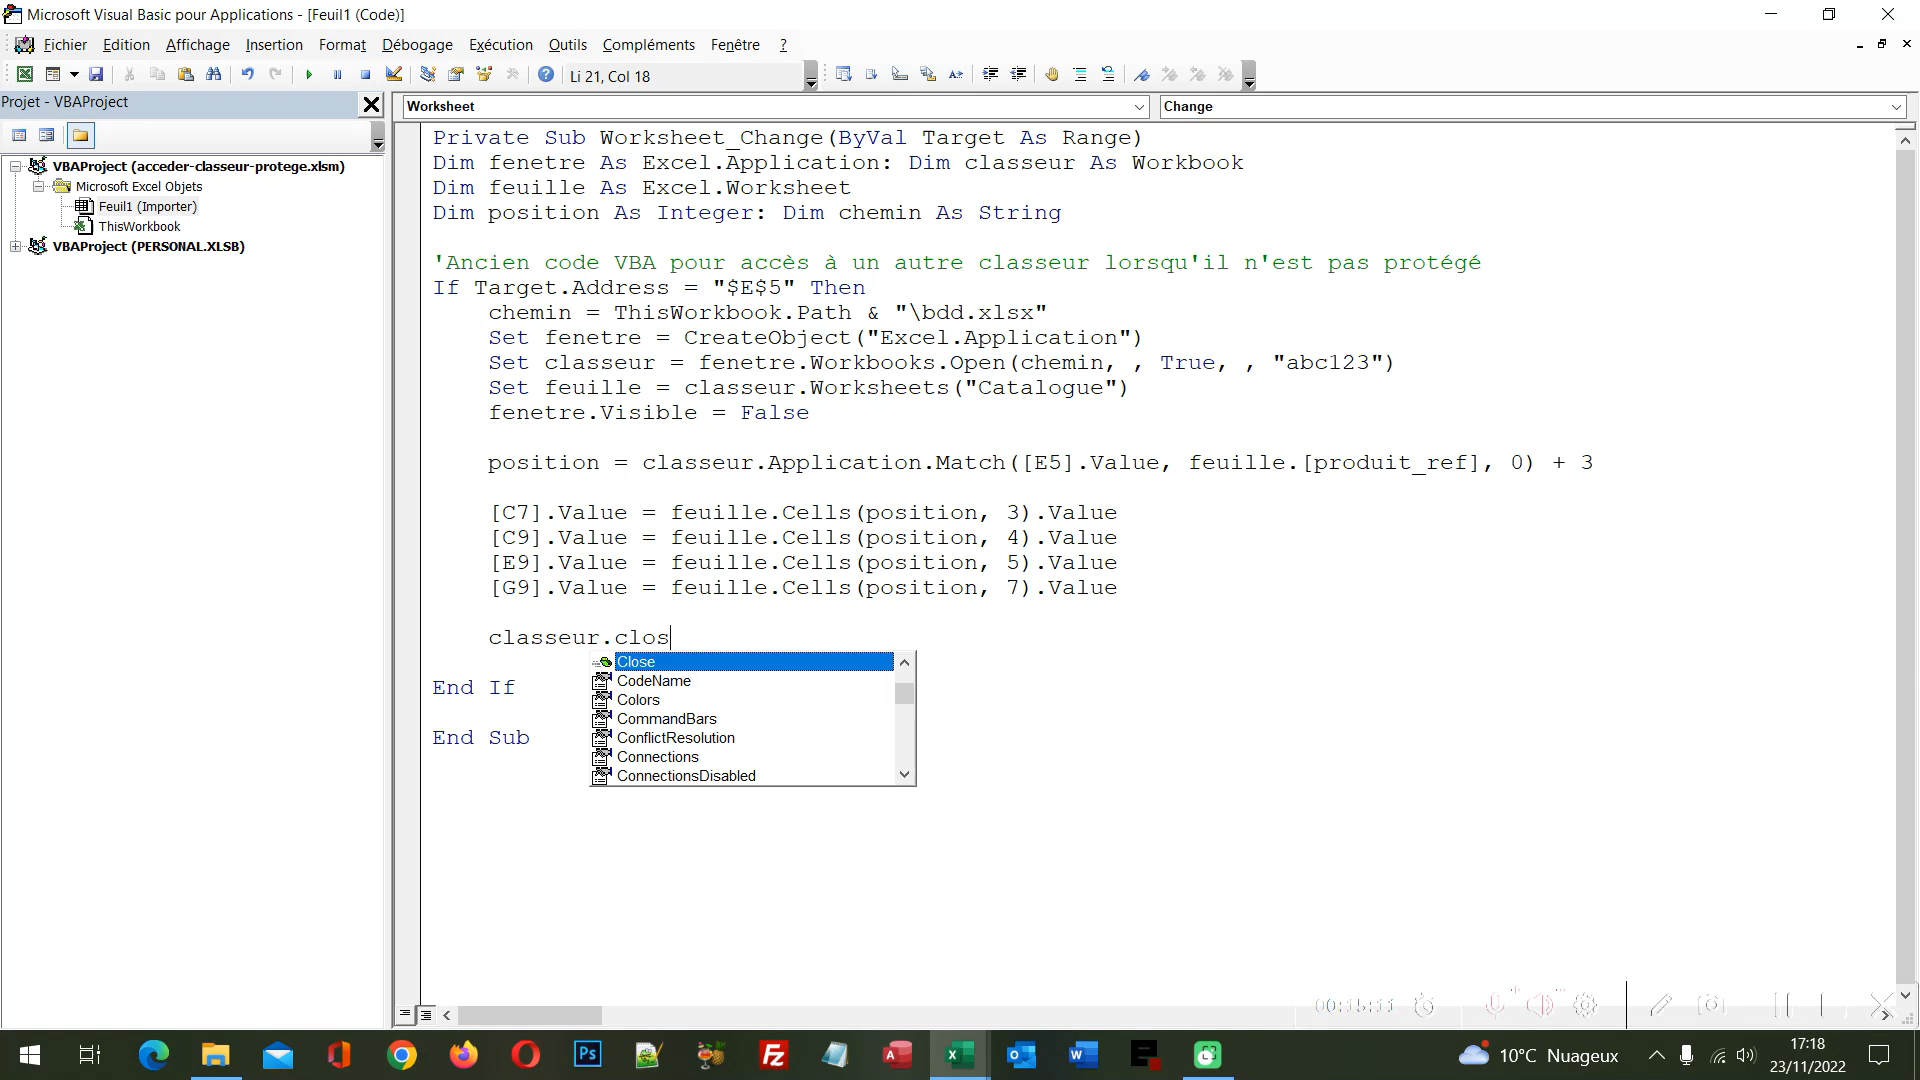 Microsoft Visual Basic pour Applications - [Feuil1 (Code)]
Fichier Edition Affichage Insertion Format Débogage Exécution Outils Compléments Fenêtre ?
Li 21, Col 18
Projet - VBAProject
Worksheet
Change
VBAProject (acceder-classeur-protege.xlsm)
Microsoft Excel Objets
Feuil1 (Importer)
ThisWorkbook
VBAProject (PERSONAL.XLSB)
Private Sub Worksheet_Change(ByVal Target As Range)
Dim fenetre As Excel.Application: Dim classeur As Workbook
Dim feuille As Excel.Worksheet
Dim position As Integer: Dim chemin As String
'Ancien code VBA pour accès à un autre classeur lorsqu'il n'est pas protégé
If Target.Address = "$E$5" Then
chemin = ThisWorkbook.Path & "\bdd.xlsx"
Set fenetre = CreateObject("Excel.Application")
Set classeur = fenetre.Workbooks.Open(chemin, , True, , "abc123")
Set feuille = classeur.Worksheets("Catalogue")
fenetre.Visible = False
position = classeur.Application.Match([E5].Value, feuille.[produit_ref], 0) + 3
[C7].Value = feuille.Cells(position, 3).Value
[C9].Value = feuille.Cells(position, 4).Value
[E9].Value = feuille.Cells(position, 5).Value
[G9].Value = feuille.Cells(position, 7).Value
classeur.clos
Close
CodeName
Colors
CommandBars
ConflictResolution
Connections
ConnectionsDisabled
End If
End Sub
00:15:11
Ps
Fz
A
W
10°C Nuageux
17:18
23/11/2022